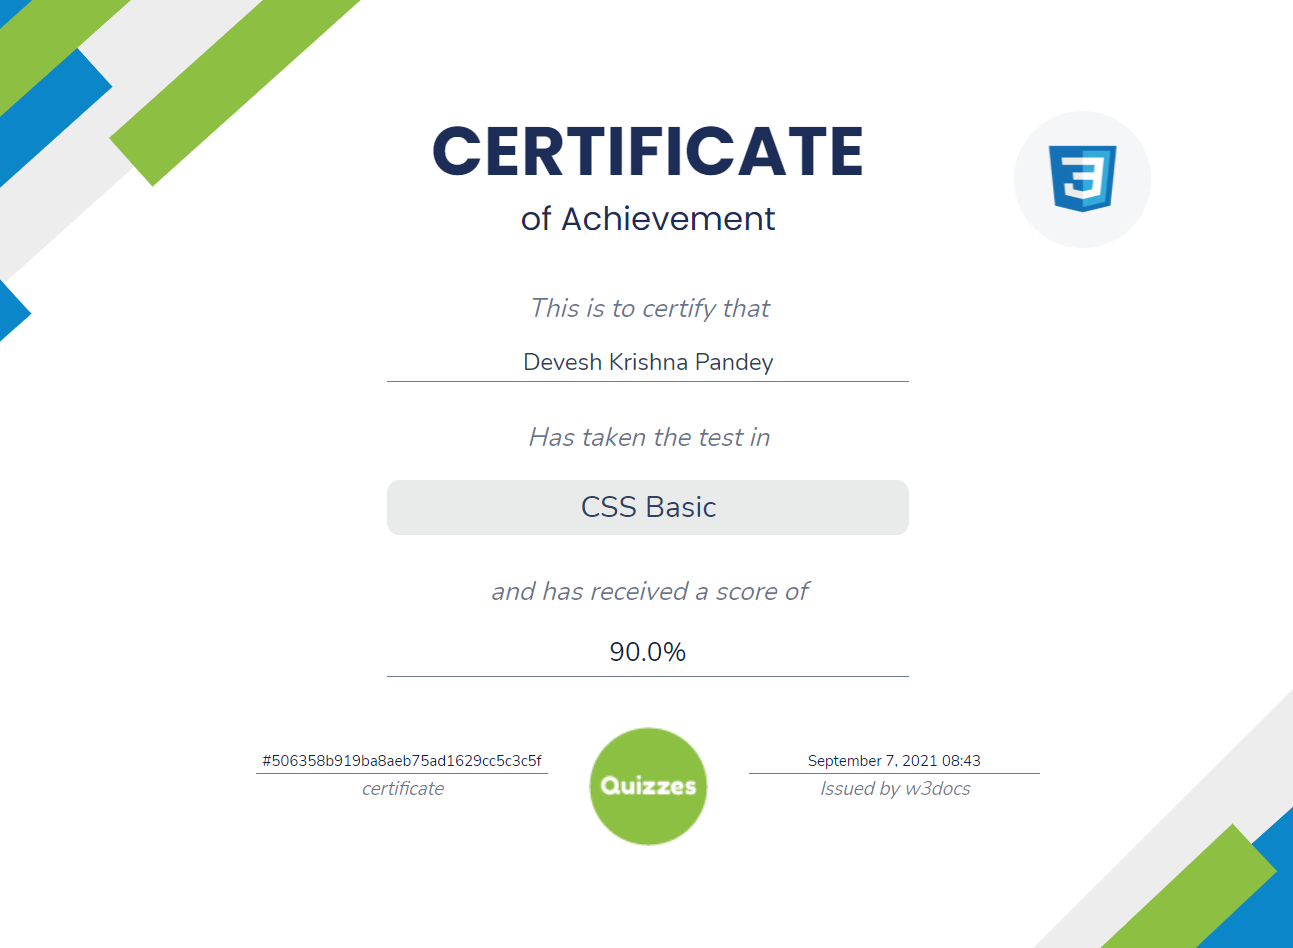 CERTIFICATE
of Achievement
This is to certify that
Devesh Krishna Pandey
Has taken the test in
CSS Basic
and has received a score of
90.0%
#506358b919ba8aeb75ad1629cc5c3c5f
certificate
Quizzes
September 7, 2021 08:43
Issued by w3docs